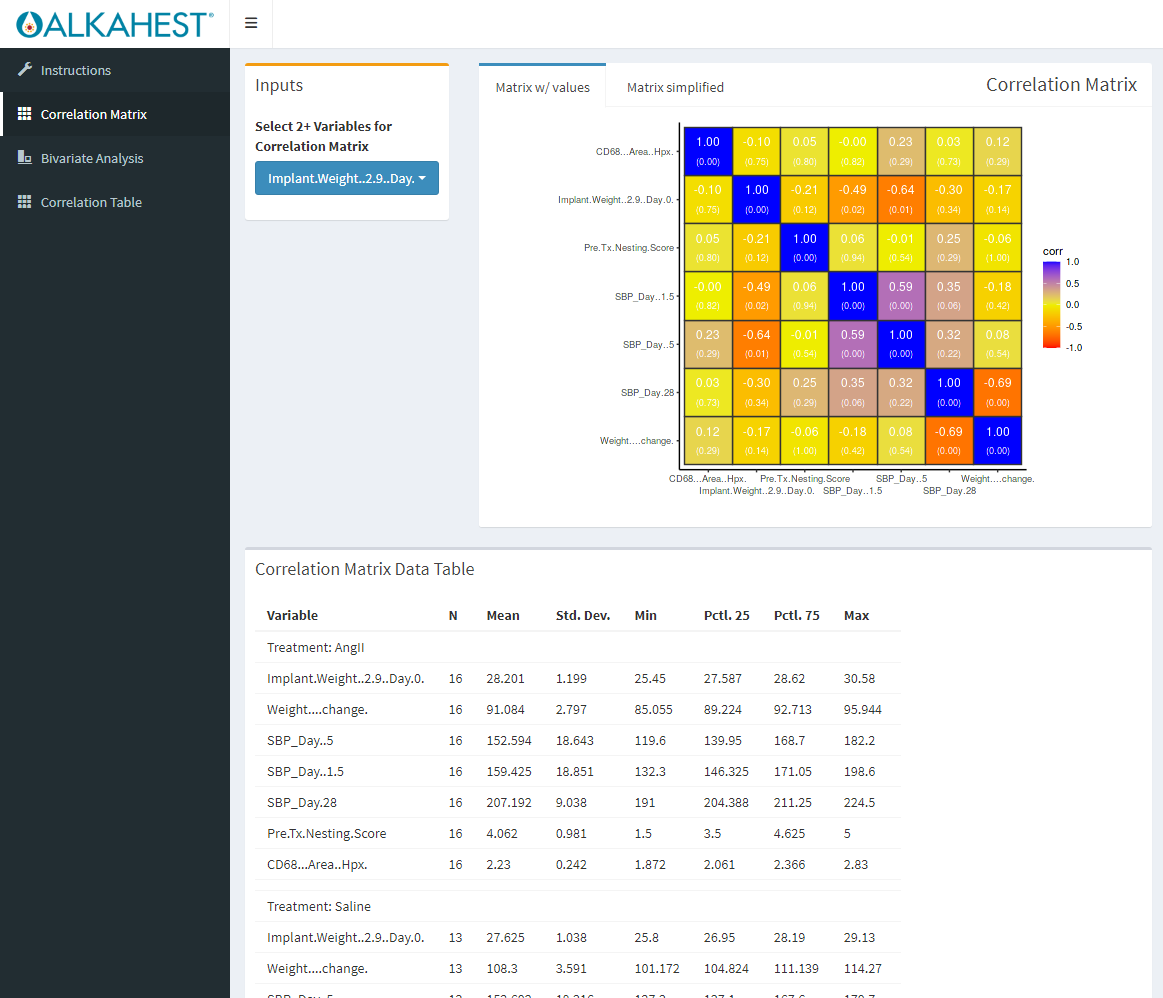 ALKAHEST®
Instructions
Correlation Matrix
Bivariate Analysis
Correlation Table
Inputs
Select 2+ Variables for
Correlation Matrix
Implant.Weight..2.9..Day.
Matrix w/ values
Matrix simplified
Correlation Matrix
CD68...Area..Hpx. 1.00 -0.10 0.05 -0.00 0.23 0.03 0.12
(0.00) (0.75) (0.80) (0.82) (0.29) (0.73) (0.29)
Implant.Weight..2.9..Day.0. -0.10 1.00 -0.21 -0.49 -0.64 -0.30 -0.17
(0.75) (0.00) (0.12) (0.02) (0.01) (0.34) (0.14)
Pre.Tx.Nesting.Score 0.05 -0.21 1.00 0.06 -0.01 0.25 -0.06
(0.80) (0.12) (0.00) (0.94) (0.54) (0.29) (1.00)
SBP_Day..1.5 -0.00 -0.49 0.06 1.00 0.59 0.35 -0.18
(0.82) (0.02) (0.94) (0.00) (0.00) (0.06) (0.42)
SBP_Day..5 0.23 -0.64 -0.01 0.59 1.00 0.32 0.08
(0.29) (0.01) (0.54) (0.00) (0.00) (0.22) (0.54)
SBP_Day.28 0.03 -0.30 0.25 0.35 0.32 1.00 -0.69
(0.73) (0.34) (0.29) (0.06) (0.22) (0.00) (0.00)
Weight....change. 0.12 -0.17 -0.06 -0.18 0.08 -0.69 1.00
(0.29) (0.14) (1.00) (0.42) (0.54) (0.00) (0.00)
CD68...Area..Hpx. Pre.Tx.Nesting.Score SBP_Day..5 Weight....change.
Implant.Weight..2.9..Day.0. SBP_Day..1.5 SBP_Day.28
corr
1.0
0.5
0.0
-0.5
-1.0
Correlation Matrix Data Table
Variable N Mean Std. Dev. Min Pctl. 25 Pctl. 75 Max
Treatment: AngII
Implant.Weight..2.9..Day.0. 16 28.201 1.199 25.45 27.587 28.62 30.58
Weight....change. 16 91.084 2.797 85.055 89.224 92.713 95.944
SBP_Day..5 16 152.594 18.643 119.6 139.95 168.7 182.2
SBP_Day..1.5 16 159.425 18.851 132.3 146.325 171.05 198.6
SBP_Day.28 16 207.192 9.038 191 204.388 211.25 224.5
Pre.Tx.Nesting.Score 16 4.062 0.981 1.5 3.5 4.625 5
CD68...Area..Hpx. 16 2.23 0.242 1.872 2.061 2.366 2.83
Treatment: Saline
Implant.Weight..2.9..Day.0. 13 27.625 1.038 25.8 26.95 28.19 29.13
Weight....change. 13 108.3 3.591 101.172 104.824 111.139 114.27